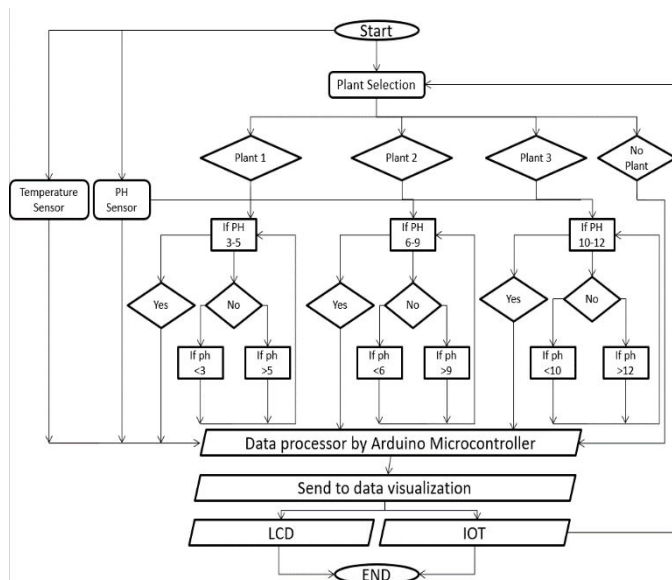 Start
Plant Selection
Plant 1
Plant 2
Plant 3
No
Plant
Temperature
Sensor
PH
Sensor
If PH
3-5
If PH
6-9
If PH
10-12
Yes
No
Yes
No
Yes
No
If ph
<3
If ph
>5
If ph
<6
If ph
>9
If ph
<10
If ph
>12
Data processor by Arduino Microcontroller
Send to data visualization
LCD
IOT
END